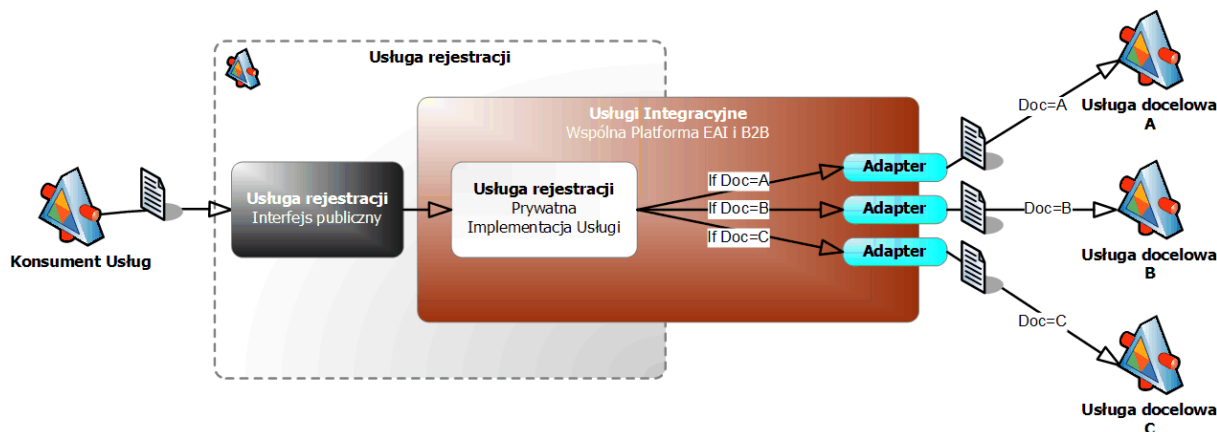 Usługa rejestracji
Usługi Integracyjne
Wspólna Platforma EAI i B2B
Konsument Usług
Usługa rejestracji
Interfejs publiczny
Usługa rejestracji
Prywatna
Implementacja Usługi
If Doc=A
If Doc=B
If Doc=C
Adapter
Adapter
Adapter
Doc=A
Doc=B
Doc=C
Usługa docelowa
A
Usługa docelowa
B
Usługa docelowa
C